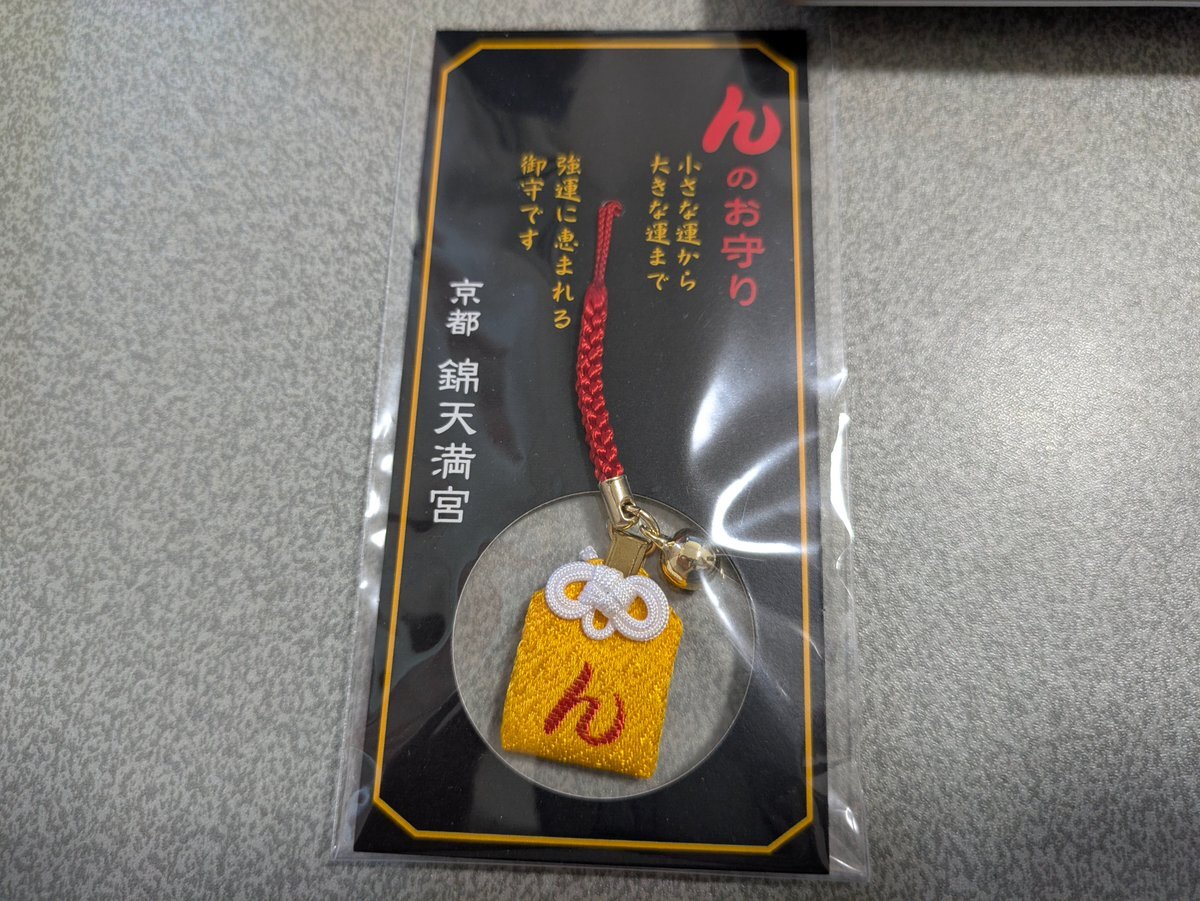 んのお守り
小さな運から
大きな運まで
強運に恵まれる
御守です
京都 錦天満宮
ん